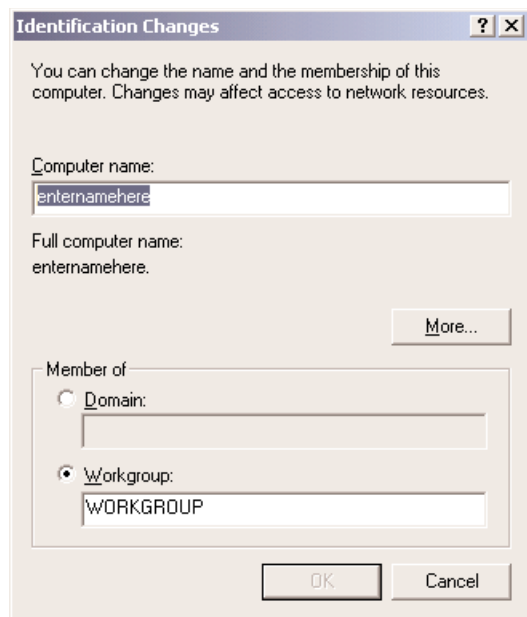 Identification Changes
You can change the name and the membership of this
computer. Changes may affect access to network resources.
Computer name:
enternamehere
Full computer name:
enternamehere.
More...
Member of
Domain:
Workgroup:
WORKGROUP
OK
Cancel